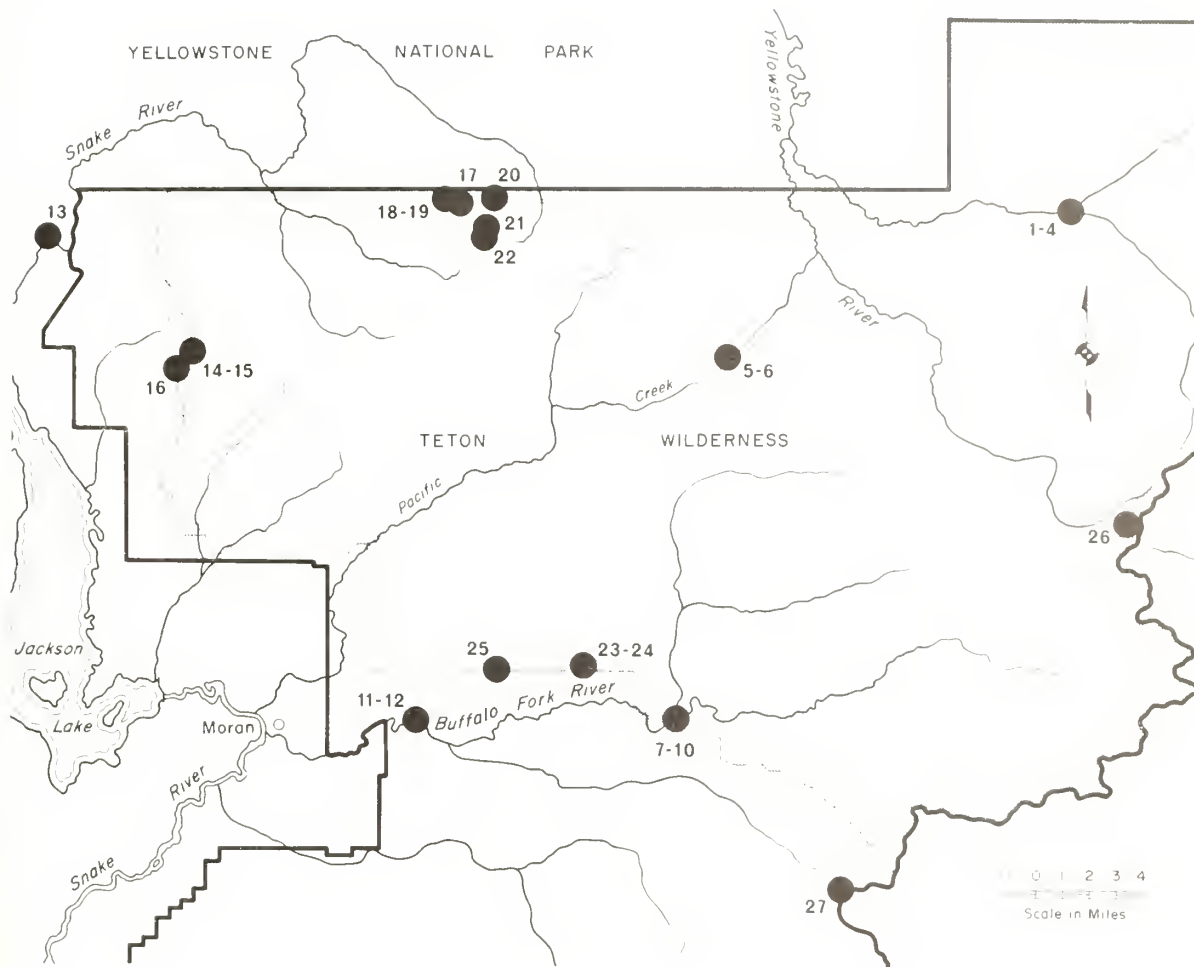 YELLOWSTONE NATIONAL PARK
Yellowstone
Snake River
17 20
18-19
13
21
22
1-4
River
14-15
16
5-6
Creek
TETON WILDERNESS
Pacific
26
Jackson
Lake
25
23-24
11-12
Buffalo Fork River
Moran
7-10
River
Snake
27
0 1 2 3 4
Scale in Miles